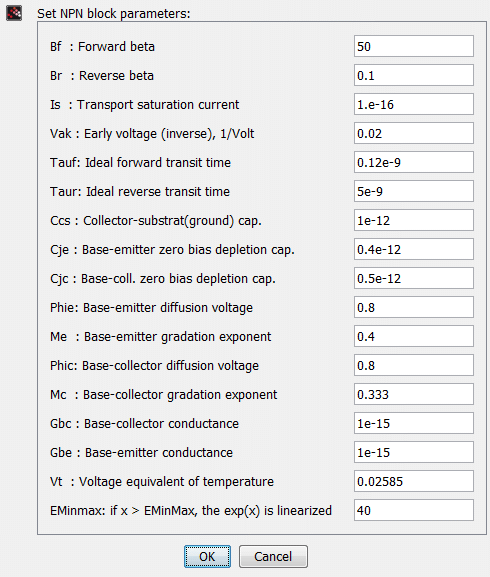 Set NPN block parameters:
Bf : Forward beta 50
Br : Reverse beta 0.1
Is : Transport saturation current 1.e-16
Vak : Early voltage (inverse), 1/Volt 0.02
Tauf: Ideal forward transit time 0.12e-9
Taur: Ideal reverse transit time 5e-9
Ccs : Collector-substrat(ground) cap. 1e-12
Cje : Base-emitter zero bias depletion cap. 0.4e-12
Cjc : Base-coll. zero bias depletion cap. 0.5e-12
Phie: Base-emitter diffusion voltage 0.8
Me : Base-emitter gradation exponent 0.4
Phic: Base-collector diffusion voltage 0.8
Mc : Base-collector gradation exponent 0.333
Gbc : Base-collector conductance 1e-15
Gbe : Base-emitter conductance 1e-15
Vt : Voltage equivalent of temperature 0.02585
EMinmax: if x > EMinMax, the exp(x) is linearized 40
OK Cancel